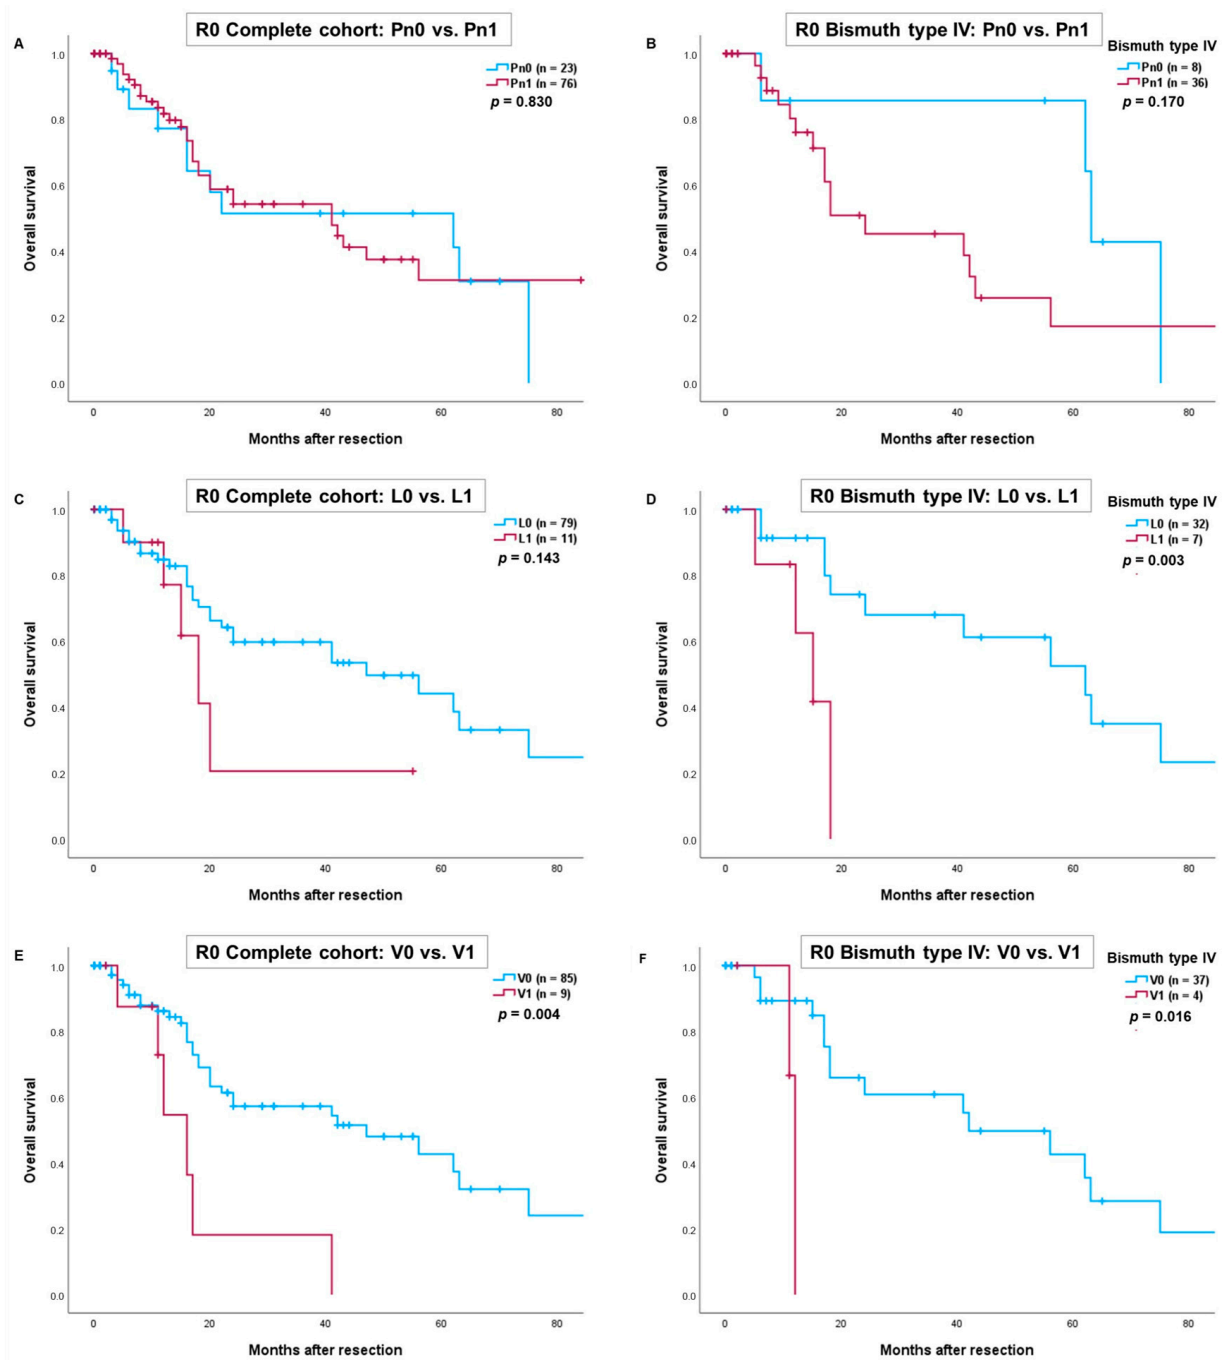 A
R0 Complete cohort: Pn0 vs. Pn1
Pn0 (n = 23)
Pn1 (n = 76)
p = 0.830
Overall survival
1.0
0.8
0.6
0.4
0.2
0.0
0 20 40 60 80
Months after resection
B
R0 Bismuth type IV: Pn0 vs. Pn1
Bismuth type IV
Pn0 (n = 8)
Pn1 (n = 36)
p = 0.170
Overall survival
1.0
0.8
0.6
0.4
0.2
0.0
0 20 40 60 80
Months after resection
C
R0 Complete cohort: L0 vs. L1
L0 (n = 79)
L1 (n = 11)
p = 0.143
Overall survival
1.0
0.8
0.6
0.4
0.2
0.0
0 20 40 60 80
Months after resection
D
R0 Bismuth type IV: L0 vs. L1
Bismuth type IV
L0 (n = 32)
L1 (n = 7)
p = 0.003
Overall survival
1.0
0.8
0.6
0.4
0.2
0.0
0 20 40 60 80
Months after resection
E
R0 Complete cohort: V0 vs. V1
V0 (n = 85)
V1 (n = 9)
p = 0.004
Overall survival
1.0
0.8
0.6
0.4
0.2
0.0
0 20 40 60 80
Months after resection
F
R0 Bismuth type IV: V0 vs. V1
Bismuth type IV
V0 (n = 37)
V1 (n = 4)
p = 0.016
Overall survival
1.0
0.8
0.6
0.4
0.2
0.0
0 20 40 60 80
Months after resection